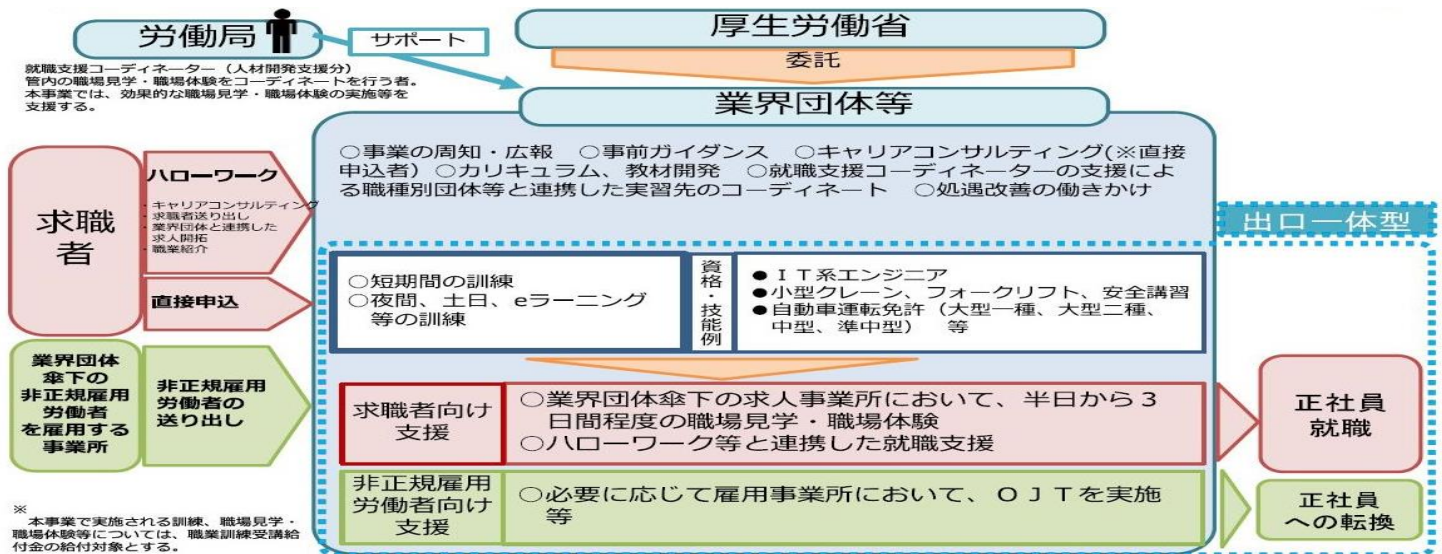 労働局
サポート
厚生労働省
委託
就職支援コーディネーター（人材開発支援分）
管内の職場見学・職場体験をコーディネートを行う者。
本事業では、効果的な職場見学・職場体験の実施等を
支援する。
業界団体等
○事業の周知・広報　○事前ガイダンス　○キャリアコンサルティング(※直接
申込者）○カリキュラム、教材開発　○就職支援コーディネーターの支援によ
る職種別団体等と連携した実習先のコーディネート　○処遇改善の働きかけ
求職
者
ハローワーク
・キャリアコンサルティング
・求職者送り出し
・業界団体と連携した
求人開拓
・職業紹介
直接申込
出口一体型
○短期間の訓練
○夜間、土日、eラーニング
等の訓練
資格・技能例
●ＩＴ系エンジニア
●小型クレーン、フォークリフト、安全講習
●自動車運転免許（大型一種、大型二種、
中型、準中型）　等
業界団体
傘下の
非正規雇用
労働者
を雇用する
事業所
非正規雇用
労働者の
送り出し
求職者向け
支援
○業界団体傘下の求人事業所において、半日から３
日間程度の職場見学・職場体験
○ハローワーク等と連携した就職支援
正社員
就職
非正規雇用
労働者向け
支援
○必要に応じて雇用事業所において、ＯＪＴを実施
等
正社員
への転換
※
本事業で実施される訓練、職場見学・
職場体験等については、職業訓練受講給
付金の給付対象とする。